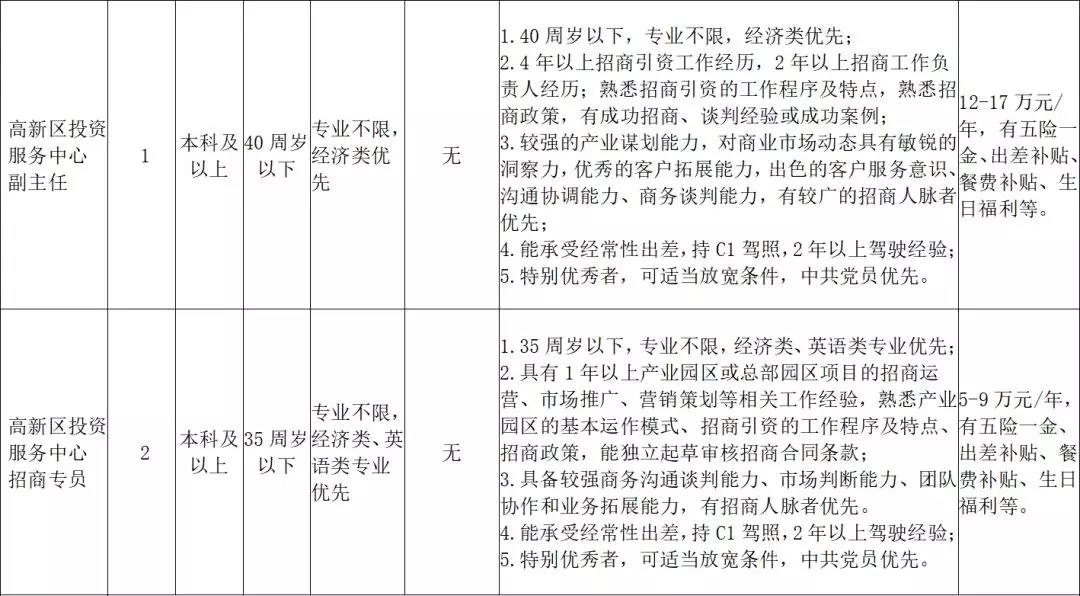 高新区投资
服务中心
副主任
1
本科及
以上
40 周岁
以下
专业不限，
经济类优
先
无
1.40 周岁以下，专业不限，经济类优先；
2.4 年以上招商引资工作经历，2 年以上招商工作负
责人经历；熟悉招商引资的工作程序及特点，熟悉招
商政策，有成功招商、谈判经验或成功案例；
3.较强的产业谋划能力，对商业市场动态具有敏锐的
洞察力，优秀的客户拓展能力，出色的客户服务意识、
沟通协调能力、商务谈判能力，有较广的招商人脉者
优先；
4.能承受经常性出差，持 C1 驾照，2 年以上驾驶经验；
5.特别优秀者，可适当放宽条件，中共党员优先。
12-17 万元/
年，有五险一
金、出差补贴、
餐费补贴、生
日福利等。
高新区投资
服务中心
招商专员
2
本科及
以上
35 周岁
以下
专业不限，
经济类、英
语类专业
优先
无
1.35 周岁以下，专业不限，经济类、英语类专业优先；
2.具有 1 年以上产业园区或总部园区项目的招商运
营、市场推广、营销策划等相关工作经验，熟悉产业
园区的基本运作模式、招商引资的工作程序及特点、
招商政策，能独立起草审核招商合同条款；
3.具备较强商务沟通谈判能力、市场判断能力、团队
协作和业务拓展能力，有招商人脉者优先。
4.能承受经常性出差，持 C1 驾照，2 年以上驾驶经验；
5.特别优秀者，可适当放宽条件，中共党员优先。
5-9 万元/年，
有五险一金、
出差补贴、餐
费补贴、生日
福利等。